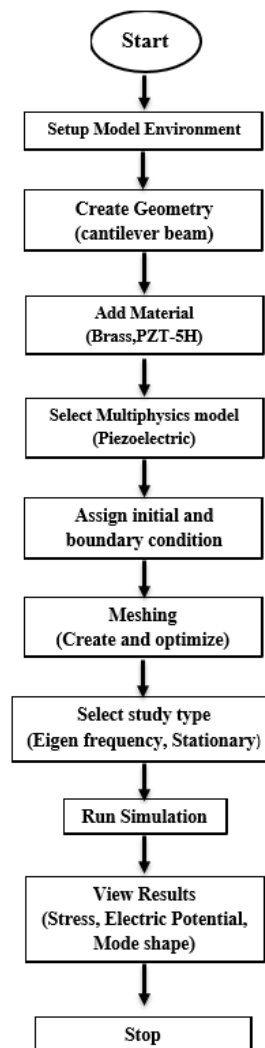 Start
Setup Model Environment
Create Geometry
(cantilever beam)
Add Material
(Brass,PZT-5H)
Select Multiphysics model
(Piezoelectric)
Assign initial and
boundary condition
Meshing
(Create and optimize)
Select study type
(Eigen frequency, Stationary)
Run Simulation
View Results
(Stress, Electric Potential,
Mode shape)
Stop